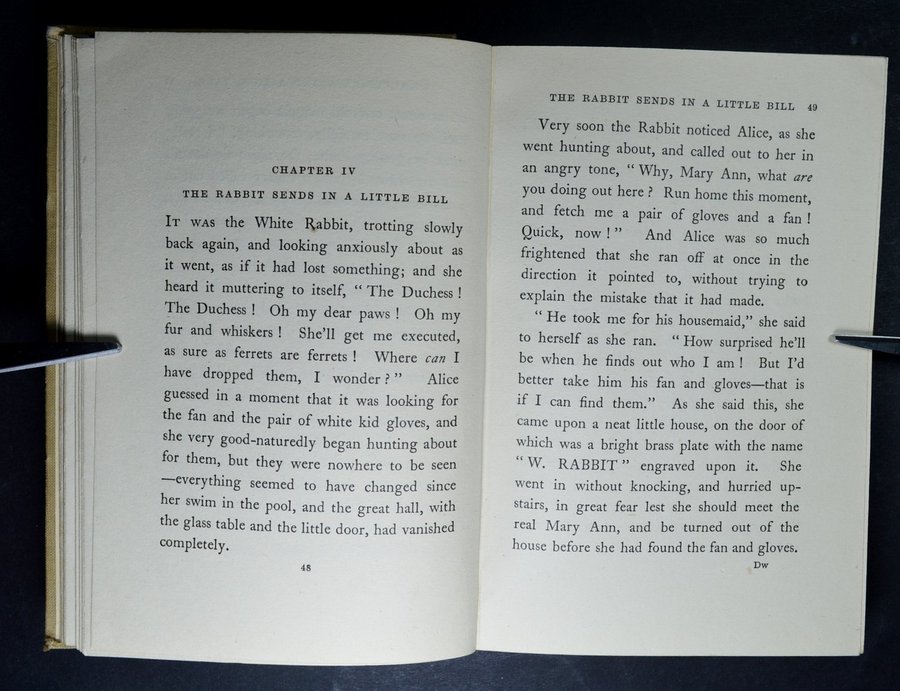 CHAPTER IV
THE RABBIT SENDS IN A LITTLE BILL
IT WAS the White Rabbit, trotting slowly
back again, and looking anxiously about as
it went, as if it had lost something; and she
heard it muttering to itself, “ The Duchess !
The Duchess ! Oh my dear paws ! Oh my
fur and whiskers ! She’ll get me executed,
as sure as ferrets are ferrets ! Where can I
have dropped them, I wonder ? ” Alice
guessed in a moment that it was looking for
the fan and the pair of white kid gloves, and
she very good-naturedly began hunting about
for them, but they were nowhere to be seen
—everything seemed to have changed since
her swim in the pool, and the great hall, with
the glass table and the little door, had vanished
completely.
48
THE RABBIT SENDS IN A LITTLE BILL 49
Very soon the Rabbit noticed Alice, as she
went hunting about, and called out to her in
an angry tone, “ Why, Mary Ann, what are
you doing out here ? Run home this moment,
and fetch me a pair of gloves and a fan !
Quick, now ! ” And Alice was so much
frightened that she ran off at once in the
direction it pointed to, without trying to
explain the mistake that it had made.
“ He took me for his housemaid,” she said
to herself as she ran. “ How surprised he’ll
be when he finds out who I am ! But I’d
better take him his fan and gloves—that is
if I can find them.” As she said this, she
came upon a neat little house, on the door of
which was a bright brass plate with the name
“ W. RABBIT ” engraved upon it. She
went in without knocking, and hurried up-
stairs, in great fear lest she should meet the
real Mary Ann, and be turned out of the
house before she had found the fan and gloves.
Dw